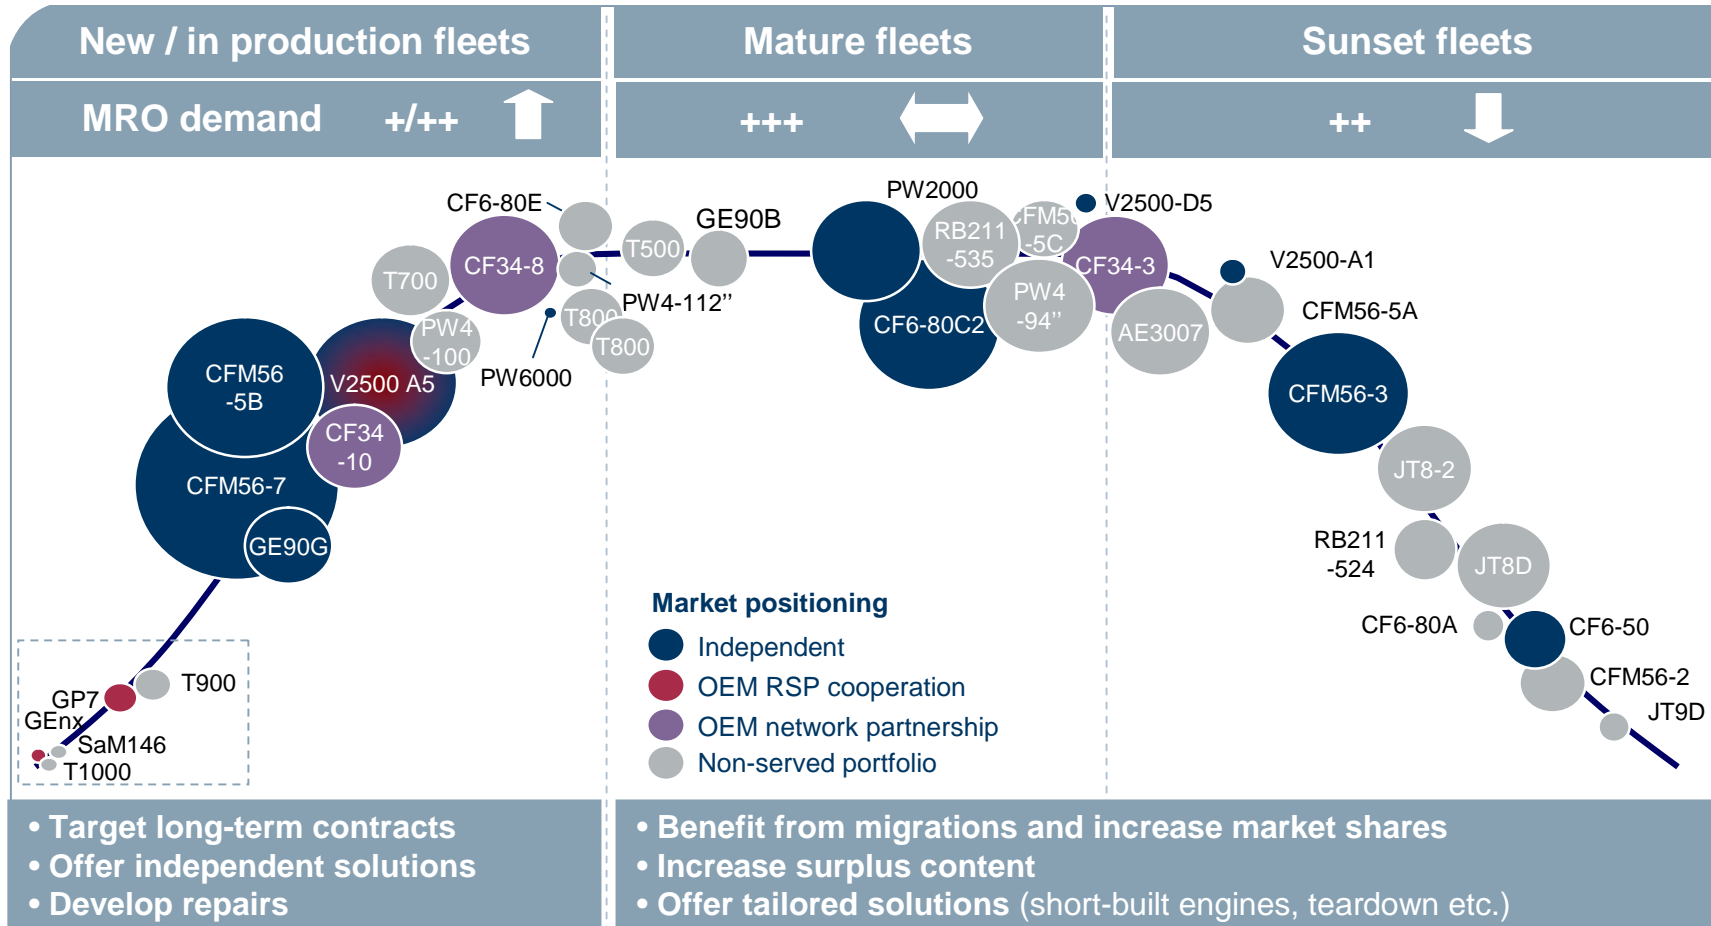 New / in production fleets
Mature fleets
Sunset fleets
MRO demand +/++
+++
++
CF6-80E
PW2000
V2500-D5
GE90B
T500
RB211
-535
CFM56
-5C
V2500-A1
T700
CF34-8
CF34-3
PW4-112’’
PW4
-94’’
CFM56-5A
PW4
-100
T800
T800
CF6-80C2
AE3007
PW6000
CFM56
-5B
V2500 A5
CFM56-3
CF34
-10
JT8-2
CFM56-7
GE90G
RB211
-524
JT8D
Market positioning
Independent
OEM RSP cooperation
OEM network partnership
Non-served portfolio
CF6-80A
CF6-50
CFM56-2
JT9D
T900
GP7
GEnx
SaM146
T1000
• Target long-term contracts
• Offer independent solutions
• Develop repairs
• Benefit from migrations and increase market shares
• Increase surplus content
• Offer tailored solutions (short-built engines, teardown etc.)